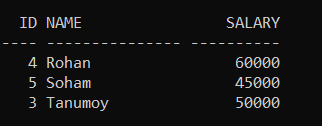 ID NAME SALARY
---- --------------- ----------
4 Rohan 60000
5 Soham 45000
3 Tanumoy 50000